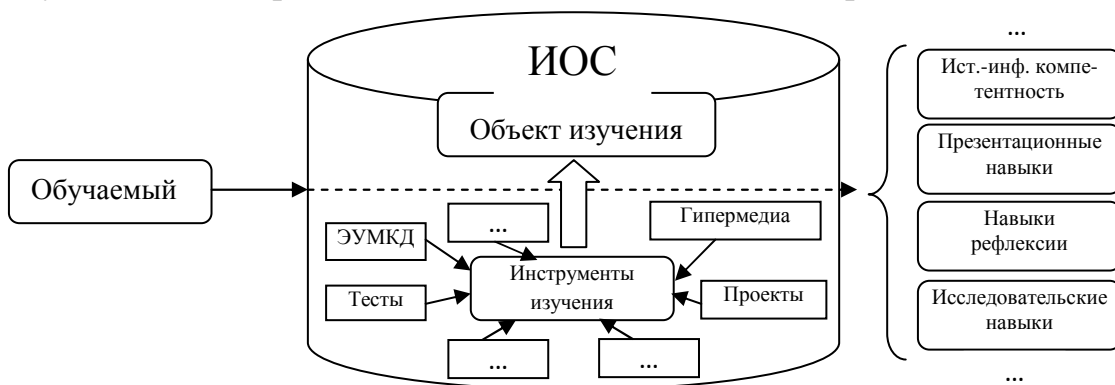 ИОС
Объект изучения
Обучаемый
...
ЭУМКД
Гипермедиа
Инструменты
изучения
Тесты
Проекты
...
...
...
Ист.-инф. компе-
тентность
Презентационные
навыки
Навыки
рефлексии
Исследовательские
навыки
...